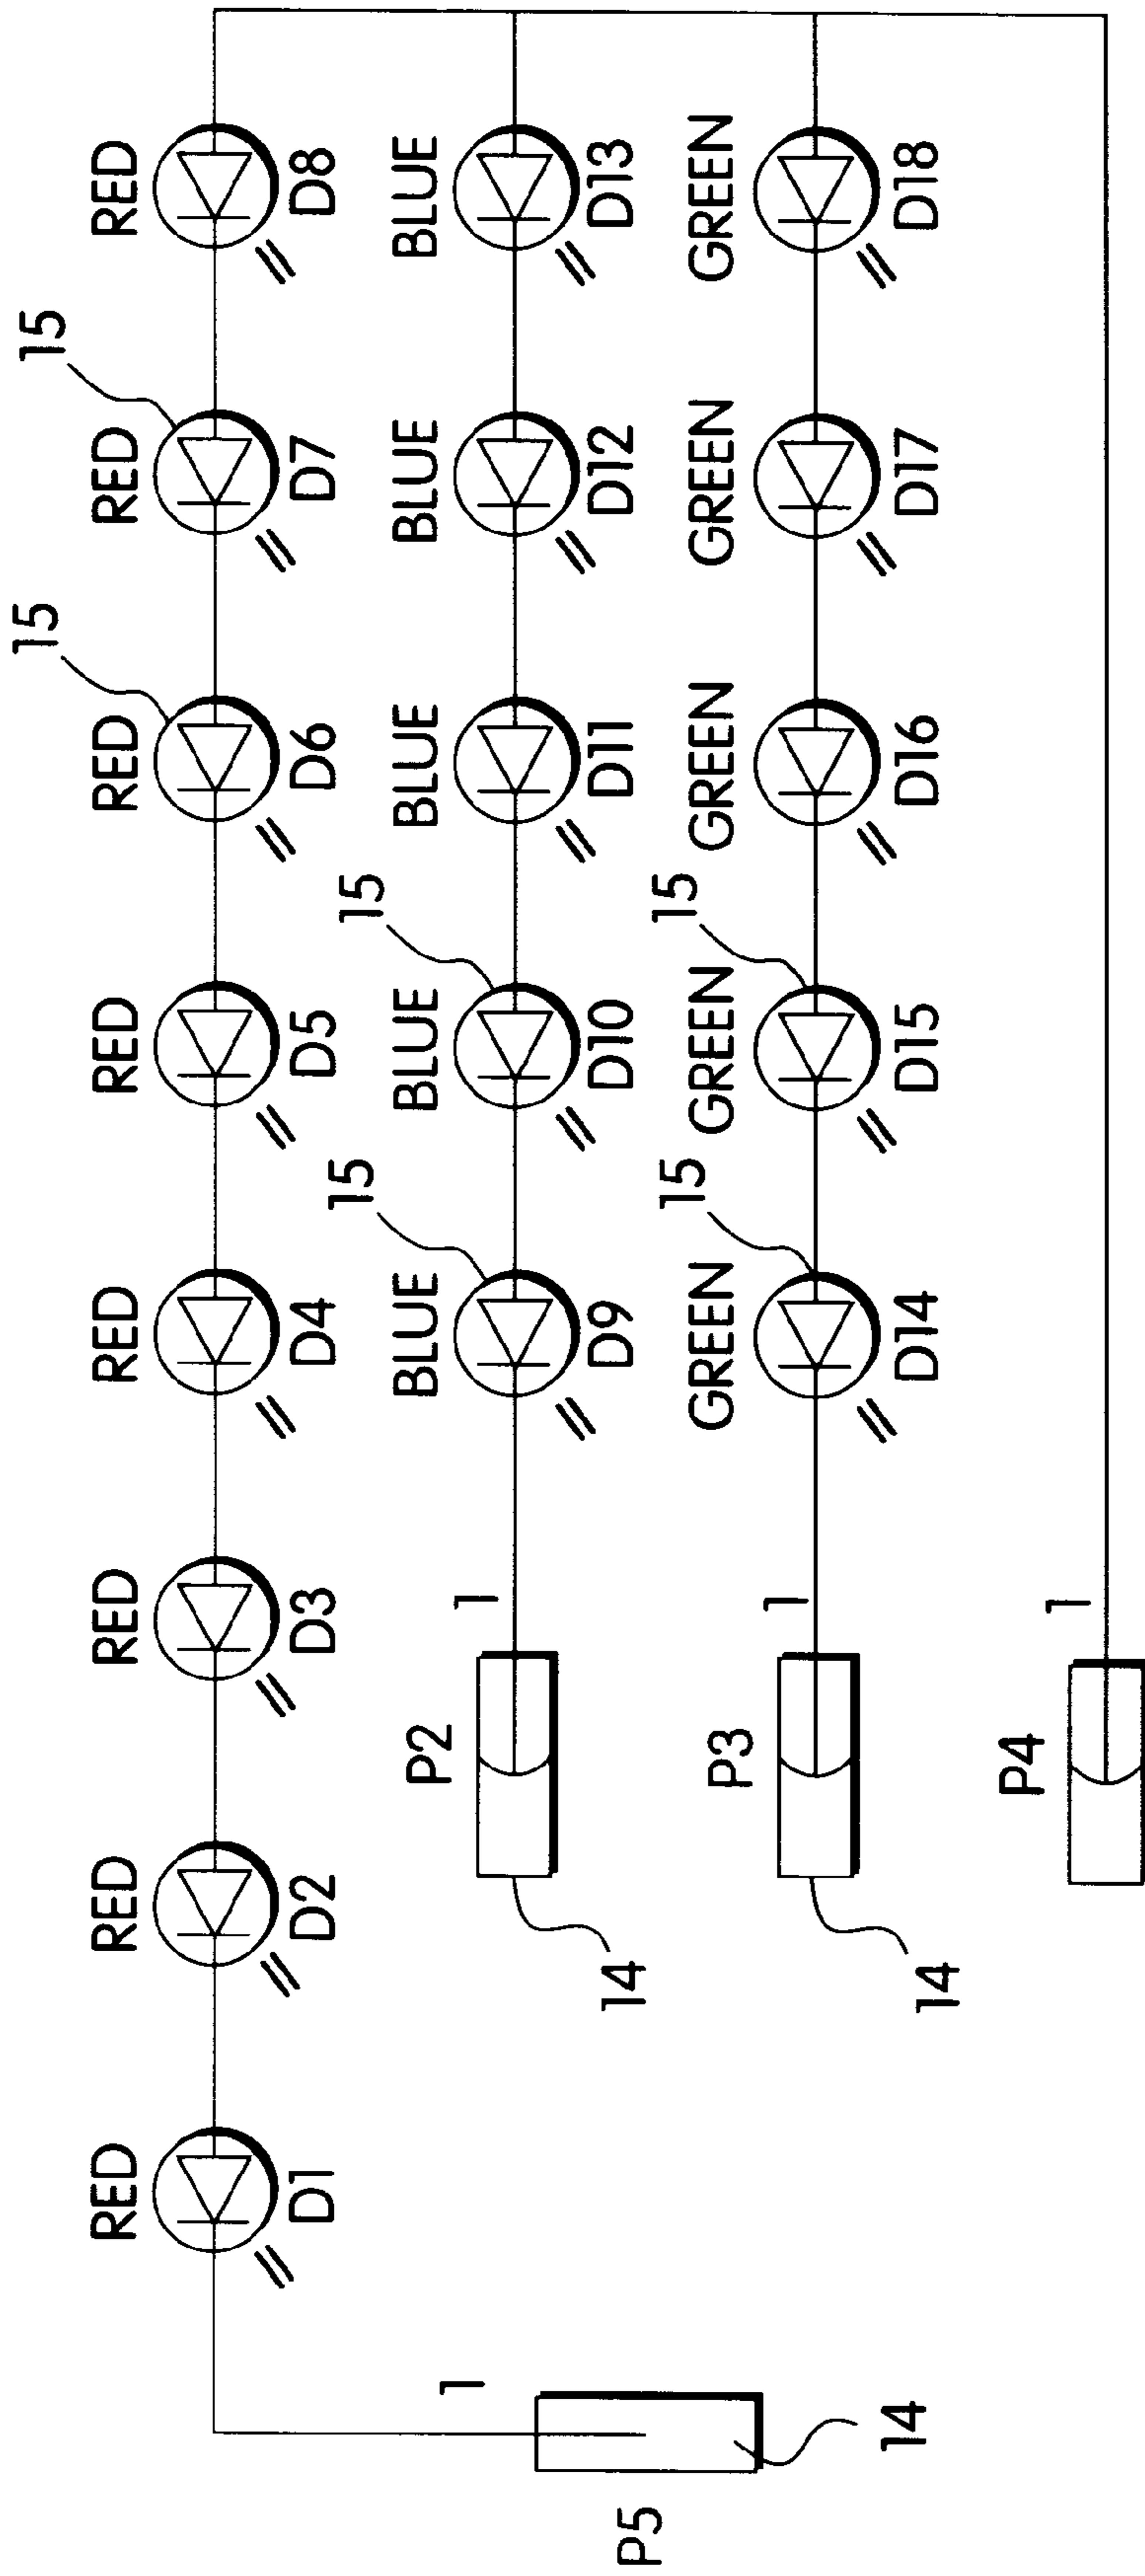 15 15
RED RED RED RED RED RED RED RED
D1 D2 D3 D4 D5 D6 D7 D8
15 15
BLUE BLUE BLUE BLUE BLUE
P2 1 D9 D10 D11 D12 D13
14
15 15
GREEN GREEN GREEN GREEN GREEN
P3 1 D14 D15 D16 D17 D18
14
P5 1
14
P4 1